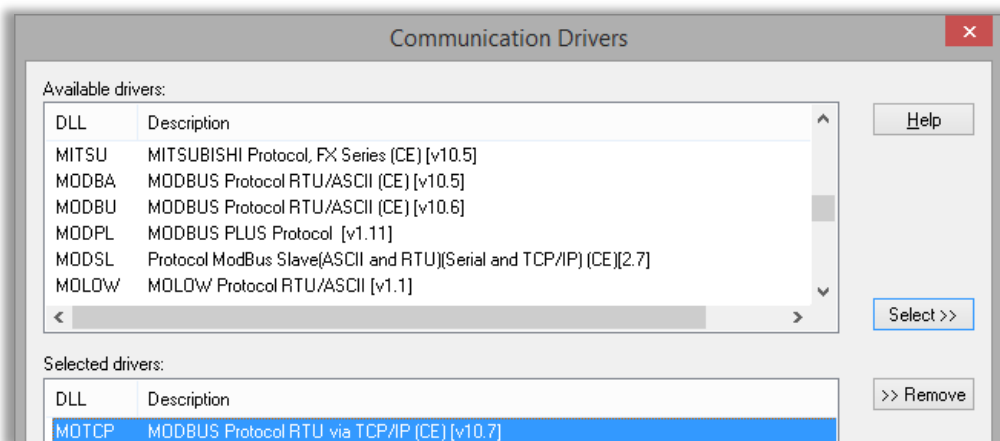 Communication Drivers
Available drivers:
DLL Description
Help
MITSU MITSUBISHI Protocol, FX Series (CE) [v10.5]
MODBA MODBUS Protocol RTU/ASCII (CE) [v10.5]
MODBU MODBUS Protocol RTU/ASCII (CE) [v10.6]
MODPL MODBUS PLUS Protocol [v1.11]
MODSL Protocol ModBus Slave(ASCII and RTU)(Serial and TCP/IP) (CE)[2.7]
MOLOW MOLOW Protocol RTU/ASCII [v1.1]
Select >>
Selected drivers:
DLL Description
>> Remove
MOTCP MODBUS Protocol RTU via TCP/IP (CE) [v10.7]